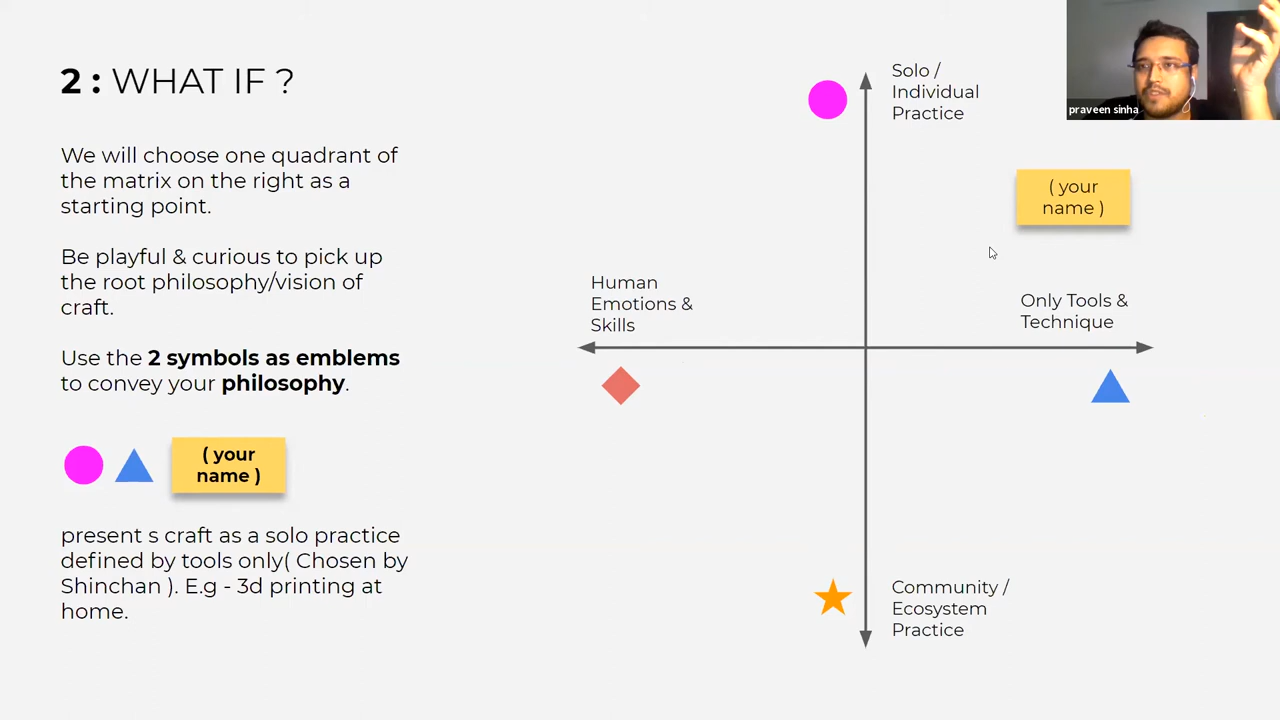 2 : WHAT IF ?
We will choose one quadrant of
the matrix on the right as a
starting point.
Be playful & curious to pick up
the root philosophy/vision of
craft.
Use the 2 symbols as emblems
to convey your philosophy.
( your
name )
present s craft as a solo practice
defined by tools only( Chosen by
Shinchan ). E.g - 3d printing at
home.
Solo /
Individual
Practice
( your
name )
Human
Emotions &
Skills
Only Tools &
Technique
Community /
Ecosystem
Practice
praveen sinha